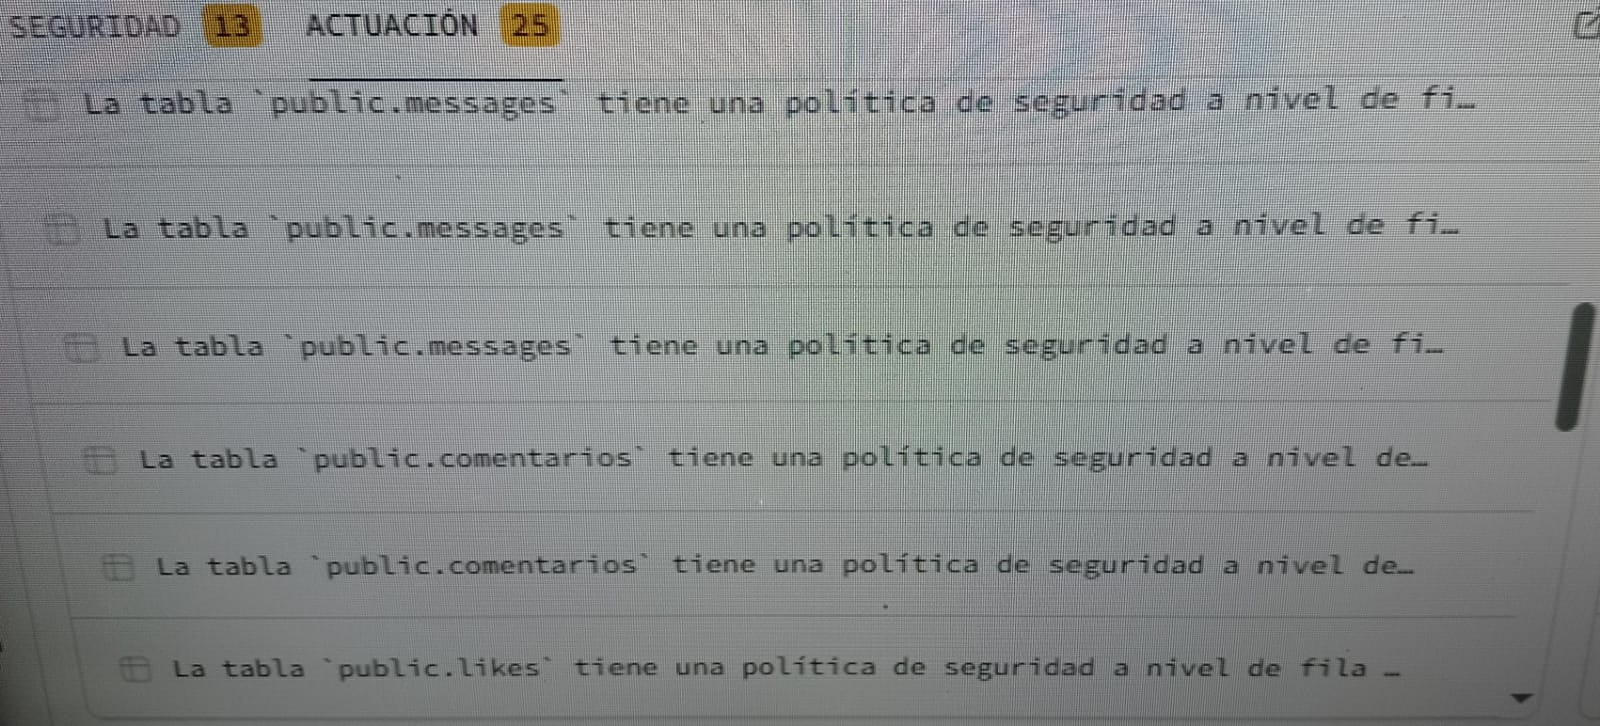 SEGURIDAD 13 ACTUACIÓN 25
La tabla `public.messages` tiene una política de seguridad a nivel de fi…
La tabla `public.messages` tiene una política de seguridad a nivel de fi…
La tabla `public.messages` tiene una política de seguridad a nivel de fi…
La tabla `public.comentarios` tiene una política de seguridad a nivel de…
La tabla `public.comentarios` tiene una política de seguridad a nivel de…
La tabla `public.likes` tiene una política de seguridad a nivel de fila …